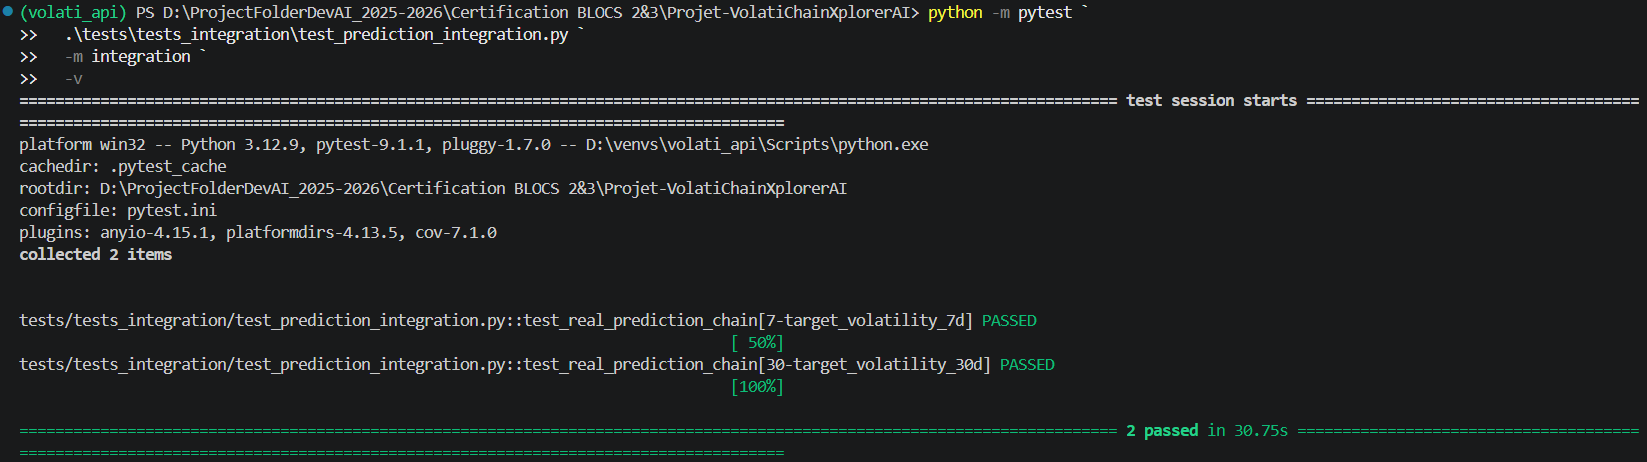 (volati_api) PS D:\ProjectFolderDevAI_2025-2026\Certification BLOCS 2&3\Projet-VolatiChainXplorerAI> python -m pytest `
>>   .\tests\tests_integration\test_prediction_integration.py `
>>   -m integration `
>>   -v
========================================================================================================================== test session starts =====================================
=====================================================================================
platform win32 -- Python 3.12.9, pytest-9.1.1, pluggy-1.7.0 -- D:\venvs\volati_api\Scripts\python.exe
cachedir: .pytest_cache
rootdir: D:\ProjectFolderDevAI_2025-2026\Certification BLOCS 2&3\Projet-VolatiChainXplorerAI
configfile: pytest.ini
plugins: anyio-4.15.1, platformdirs-4.13.5, cov-7.1.0
collected 2 items
tests/tests_integration/test_prediction_integration.py::test_real_prediction_chain[7-target_volatility_7d] PASSED
[ 50%]
tests/tests_integration/test_prediction_integration.py::test_real_prediction_chain[30-target_volatility_30d] PASSED
[100%]
========================================================================================================================== 2 passed in 30.75s ======================================
=====================================================================================